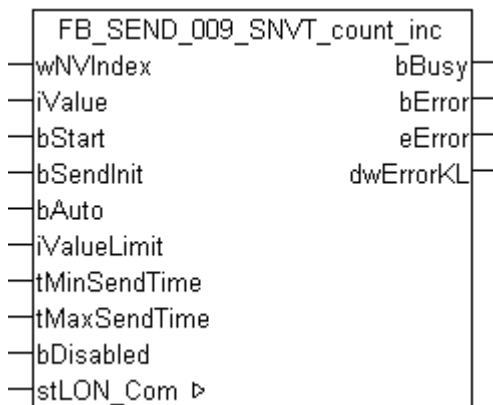 FB_SEND_009_SNVT_count_inc
wNVIndex bBusy
iValue bError
bStart eError
bSendInit dwErrorKL
bAuto
iValueLimit
tMinSendTime
tMaxSendTime
bDisabled
stLON_Com ▷